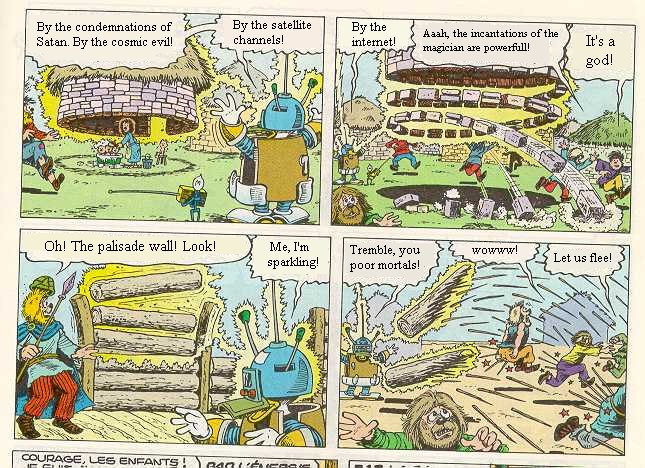 By the condemnations of
Satan. By the cosmic evil!
By the satellite
channels!
By the
internet!
Aaah, the incantations of the
magician are powerfull!
It's a
god!
Oh! The palisade wall! Look!
Me, I'm
sparkling!
Tremble, you
poor mortals!
wowww!
Let us flee!
COURAGE, LES ENFANTS !
PAR L'ÉNERGIE